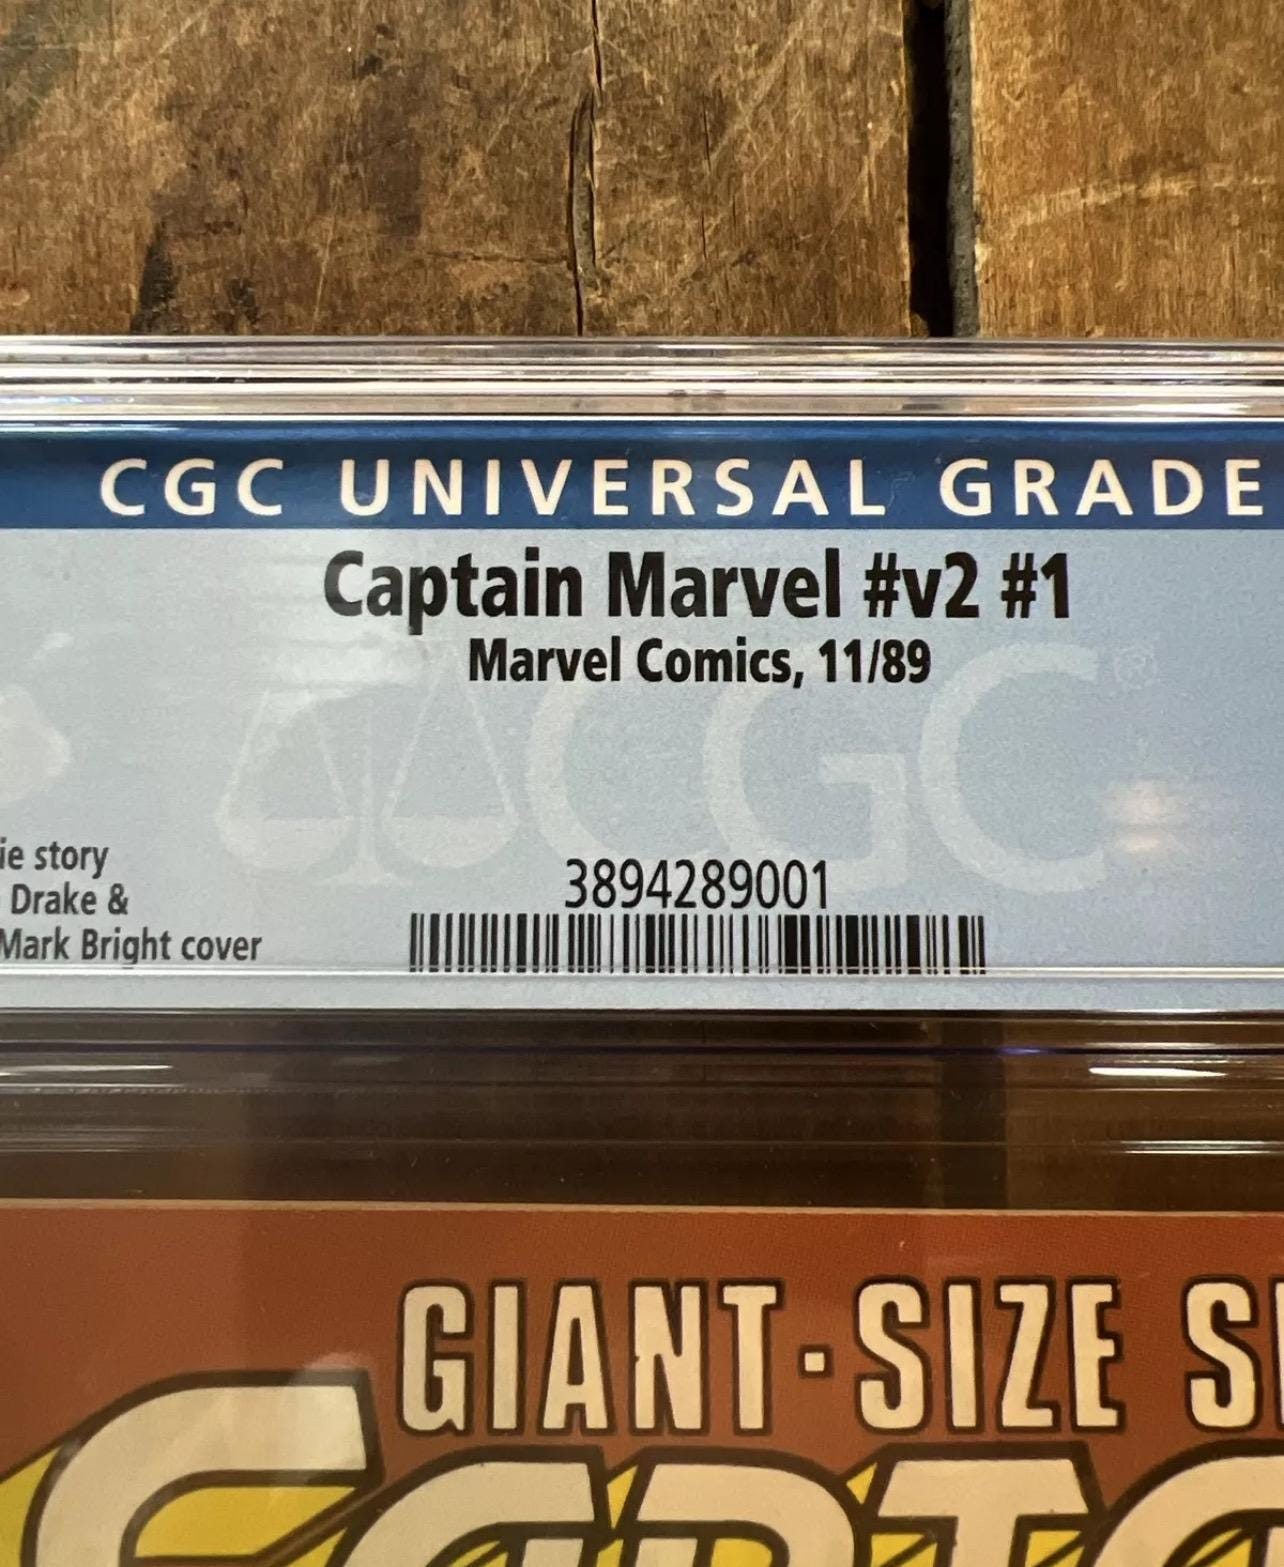 CGC UNIVERSAL GRADE
Captain Marvel #v2 #1
Marvel Comics, 11/89
CGC
ie story
Drake &
Mark Bright cover
3894289001
GIANT-SIZE